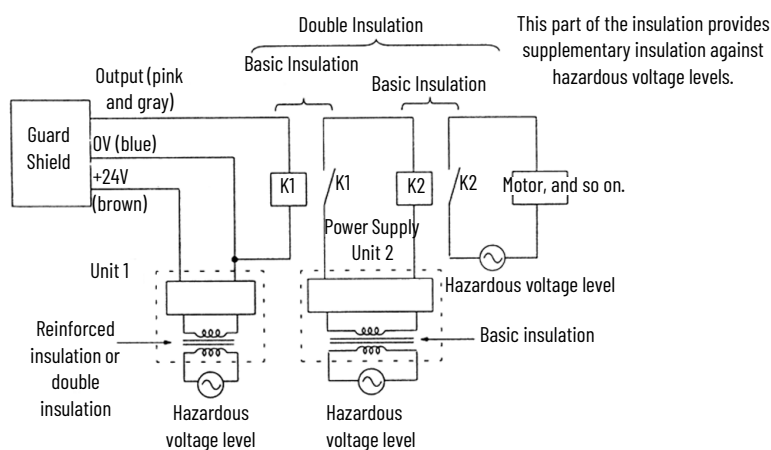 Double Insulation
This part of the insulation provides
supplementary insulation against
hazardous voltage levels.
Basic Insulation
Basic Insulation
Output (pink
and gray)
Guard
Shield
0V (blue)
+24V
(brown)
K1
K1
K2
K2
Motor, and so on.
Power Supply
Unit 2
Unit 1
Hazardous voltage level
Reinforced
insulation or
double
insulation
Basic insulation
Hazardous
voltage level
Hazardous
voltage level